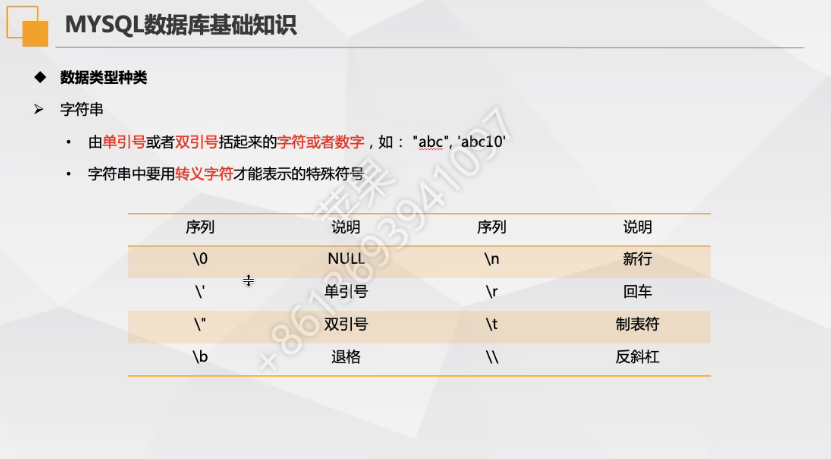 MYSQL数据库基础知识
◆ 数据类型种类
➢ 字符串
• 由单引号或者双引号括起来的字符或者数字，如： "abc", 'abc10'
• 字符串中要用转义字符才能表示的特殊符号
序列 说明 序列 说明
\0 NULL \n 新行
\' 单引号 \r 回车
\" 双引号 \t 制表符
\b 退格 \\ 反斜杠
苹果
+8613693941097